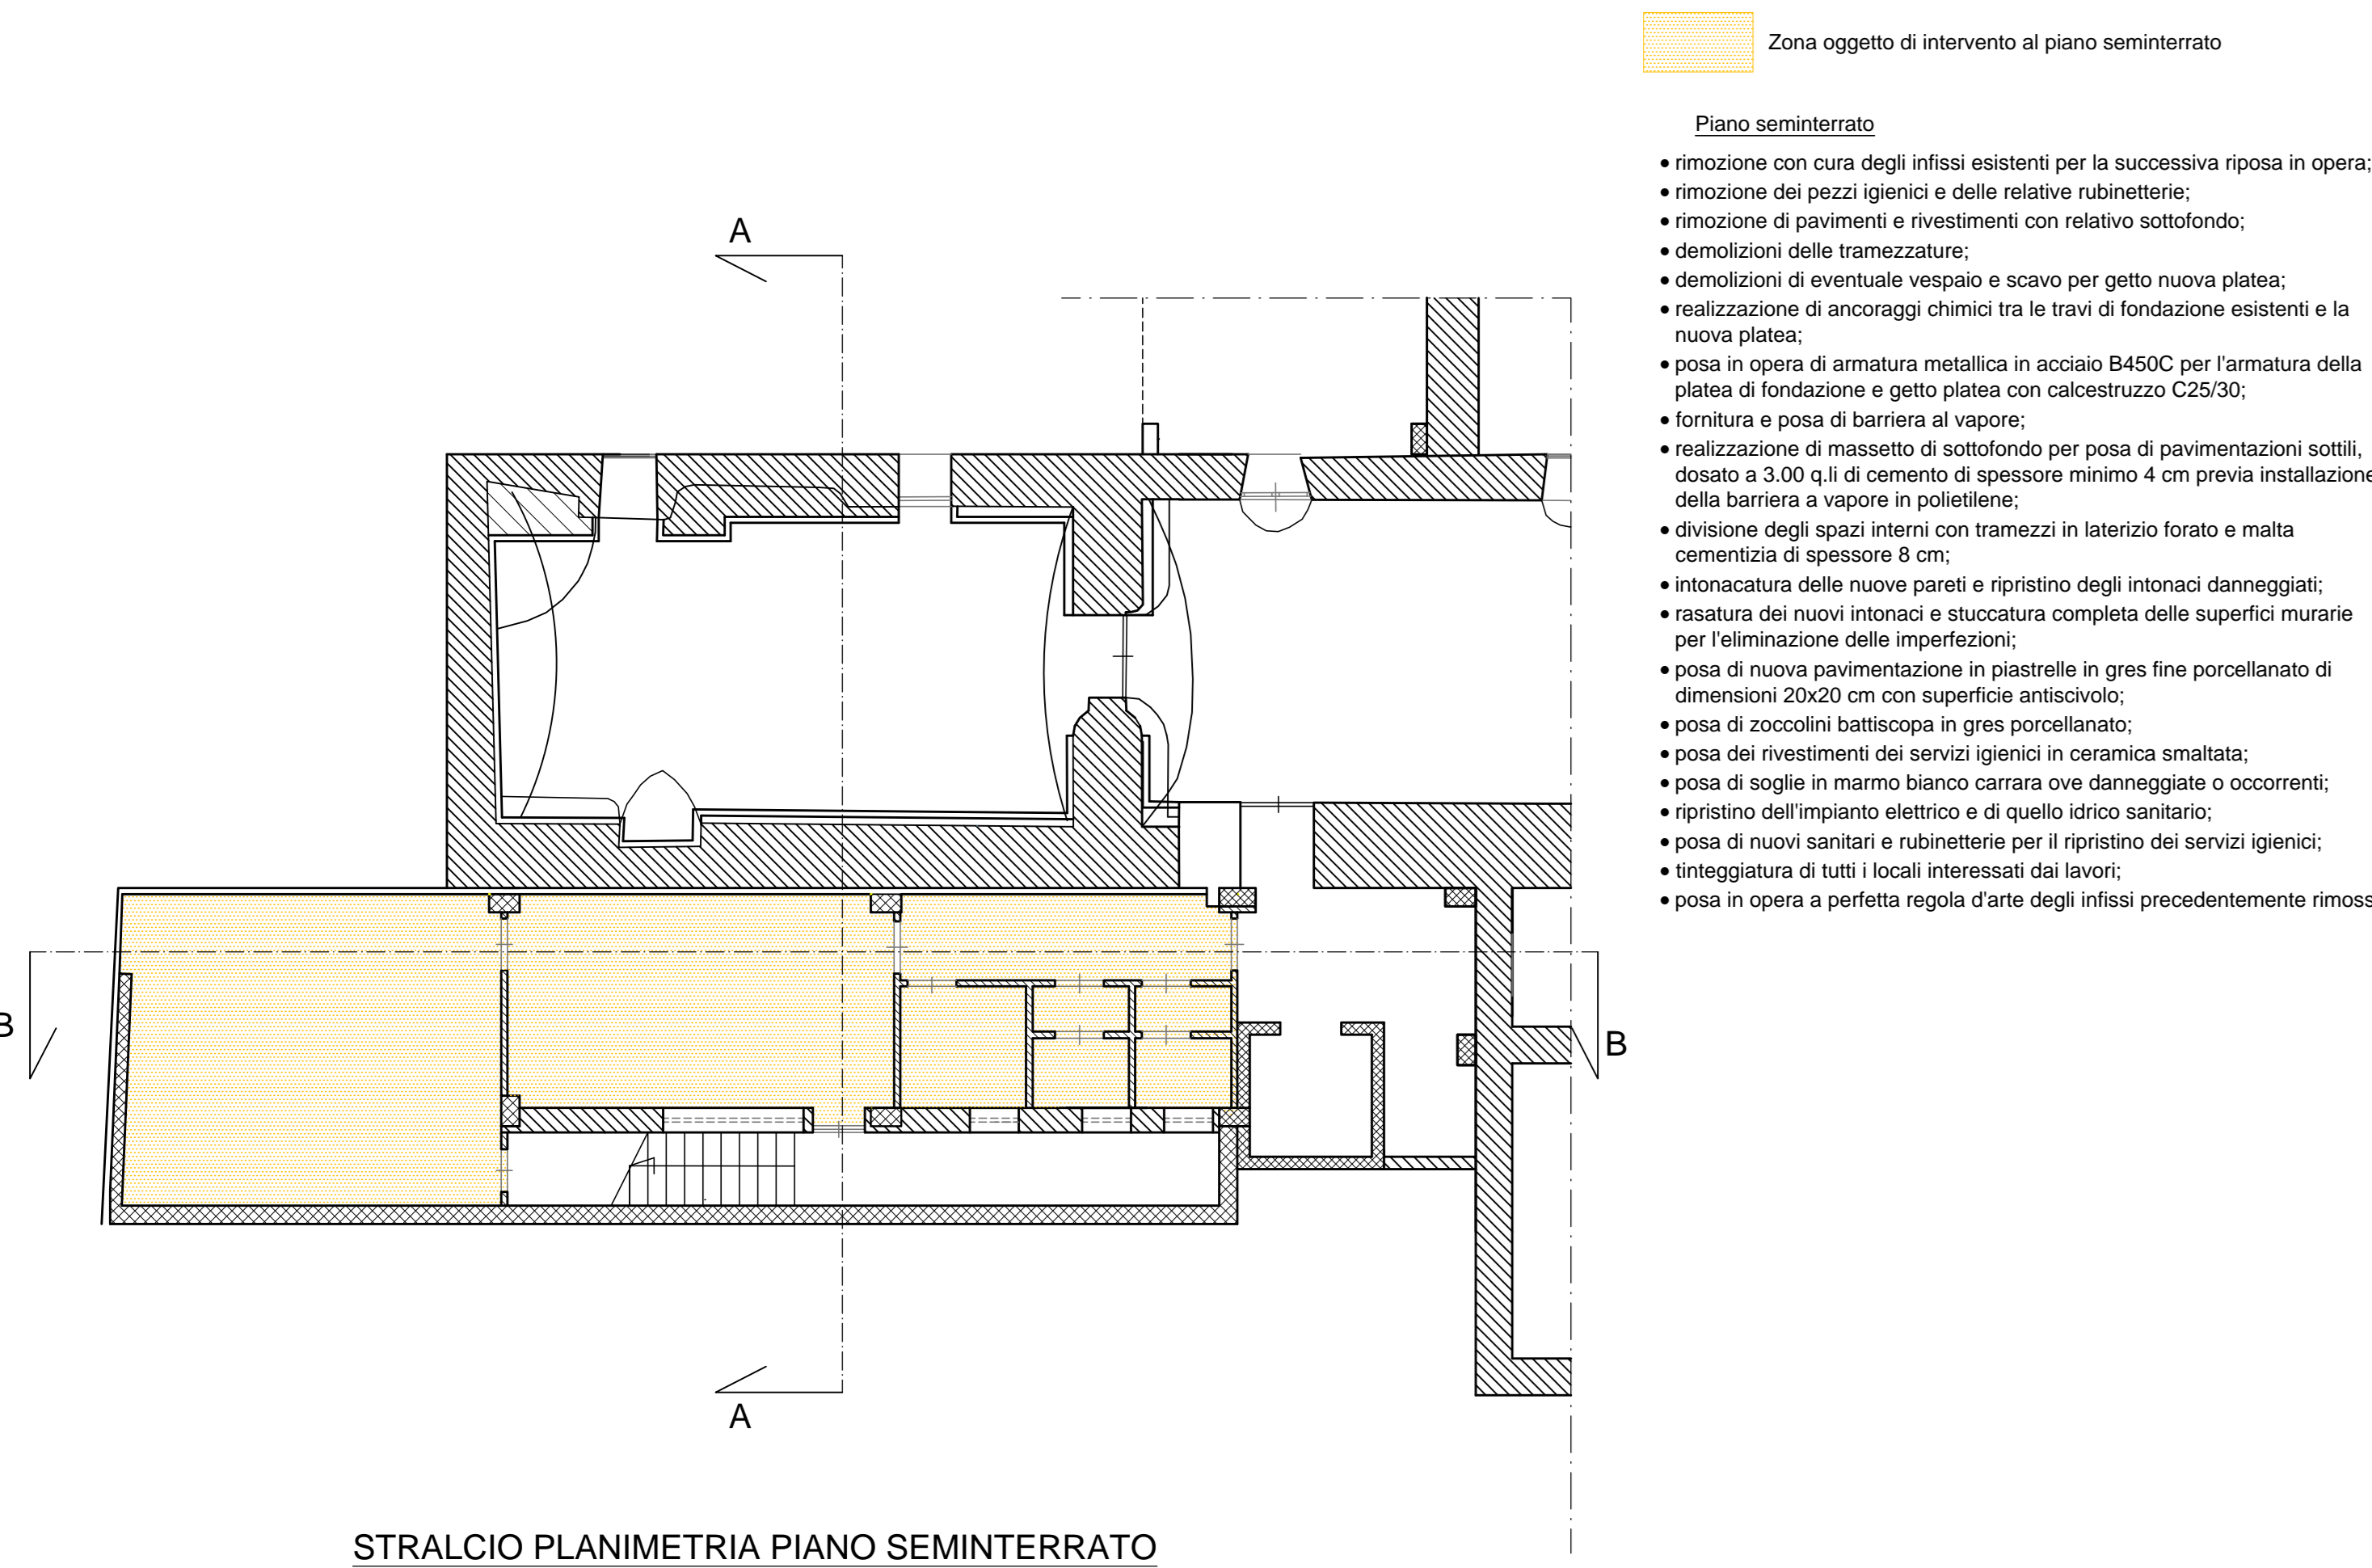 Zona oggetto di intervento al piano seminterrato
Piano seminterrato
• rimozione con cura degli infissi esistenti per la successiva riposa in opera;
• rimozione dei pezzi igienici e delle relative rubinetterie;
• rimozione di pavimenti e rivestimenti con relativo sottofondo;
• demolizioni delle tramezzature;
• demolizioni di eventuale vespaio e scavo per getto nuova platea;
• realizzazione di ancoraggi chimici tra le travi di fondazione esistenti e la
nuova platea;
• posa in opera di armatura metallica in acciaio B450C per l'armatura della
platea di fondazione e getto platea con calcestruzzo C25/30;
• fornitura e posa di barriera al vapore;
• realizzazione di massetto di sottofondo per posa di pavimentazioni sottili,
dosato a 3.00 q.li di cemento di spessore minimo 4 cm previa installazione
della barriera a vapore in polietilene;
• divisione degli spazi interni con tramezzi in laterizio forato e malta
cementizia di spessore 8 cm;
• intonacatura delle nuove pareti e ripristino degli intonaci danneggiati;
• rasatura dei nuovi intonaci e stuccatura completa delle superfici murarie
per l'eliminazione delle imperfezioni;
• posa di nuova pavimentazione in piastrelle in gres fine porcellanato di
dimensioni 20x20 cm con superficie antiscivolo;
• posa di zoccolini battiscopa in gres porcellanato;
• posa dei rivestimenti dei servizi igienici in ceramica smaltata;
• posa di soglie in marmo bianco carrara ove danneggiate o occorrenti;
• ripristino dell'impianto elettrico e di quello idrico sanitario;
• posa di nuovi sanitari e rubinetterie per il ripristino dei servizi igienici;
• tinteggiatura di tutti i locali interessati dai lavori;
• posa in opera a perfetta regola d'arte degli infissi precedentemente rimoss
A
B
B
A
STRALCIO PLANIMETRIA PIANO SEMINTERRATO